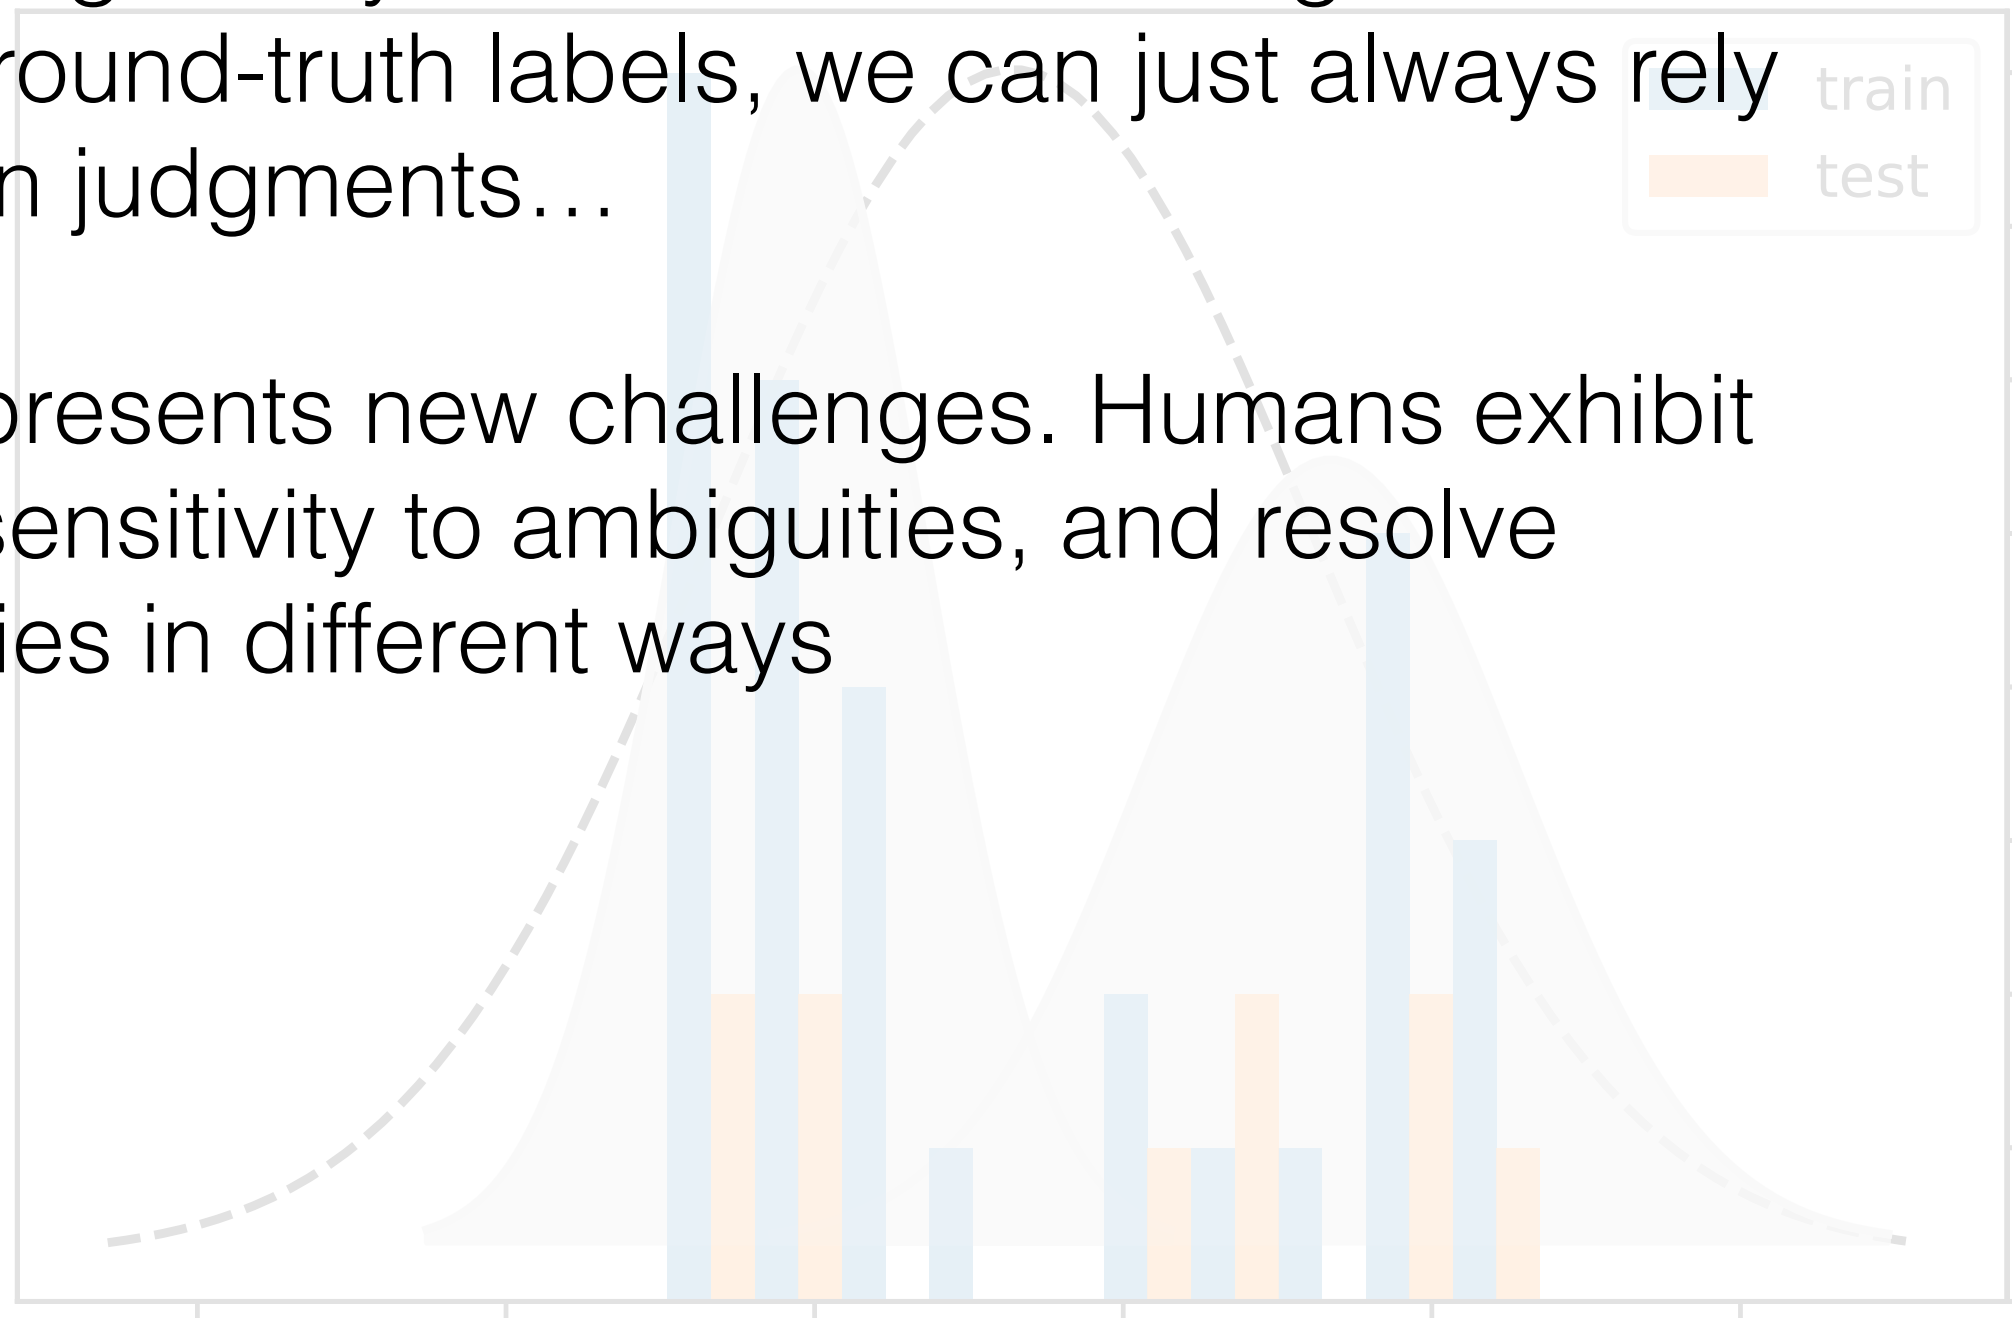 round-truth labels, we can just always rely
n judgments…
presents new challenges. Humans exhibit
sensitivity to ambiguities, and resolve
ies in different ways
train
test